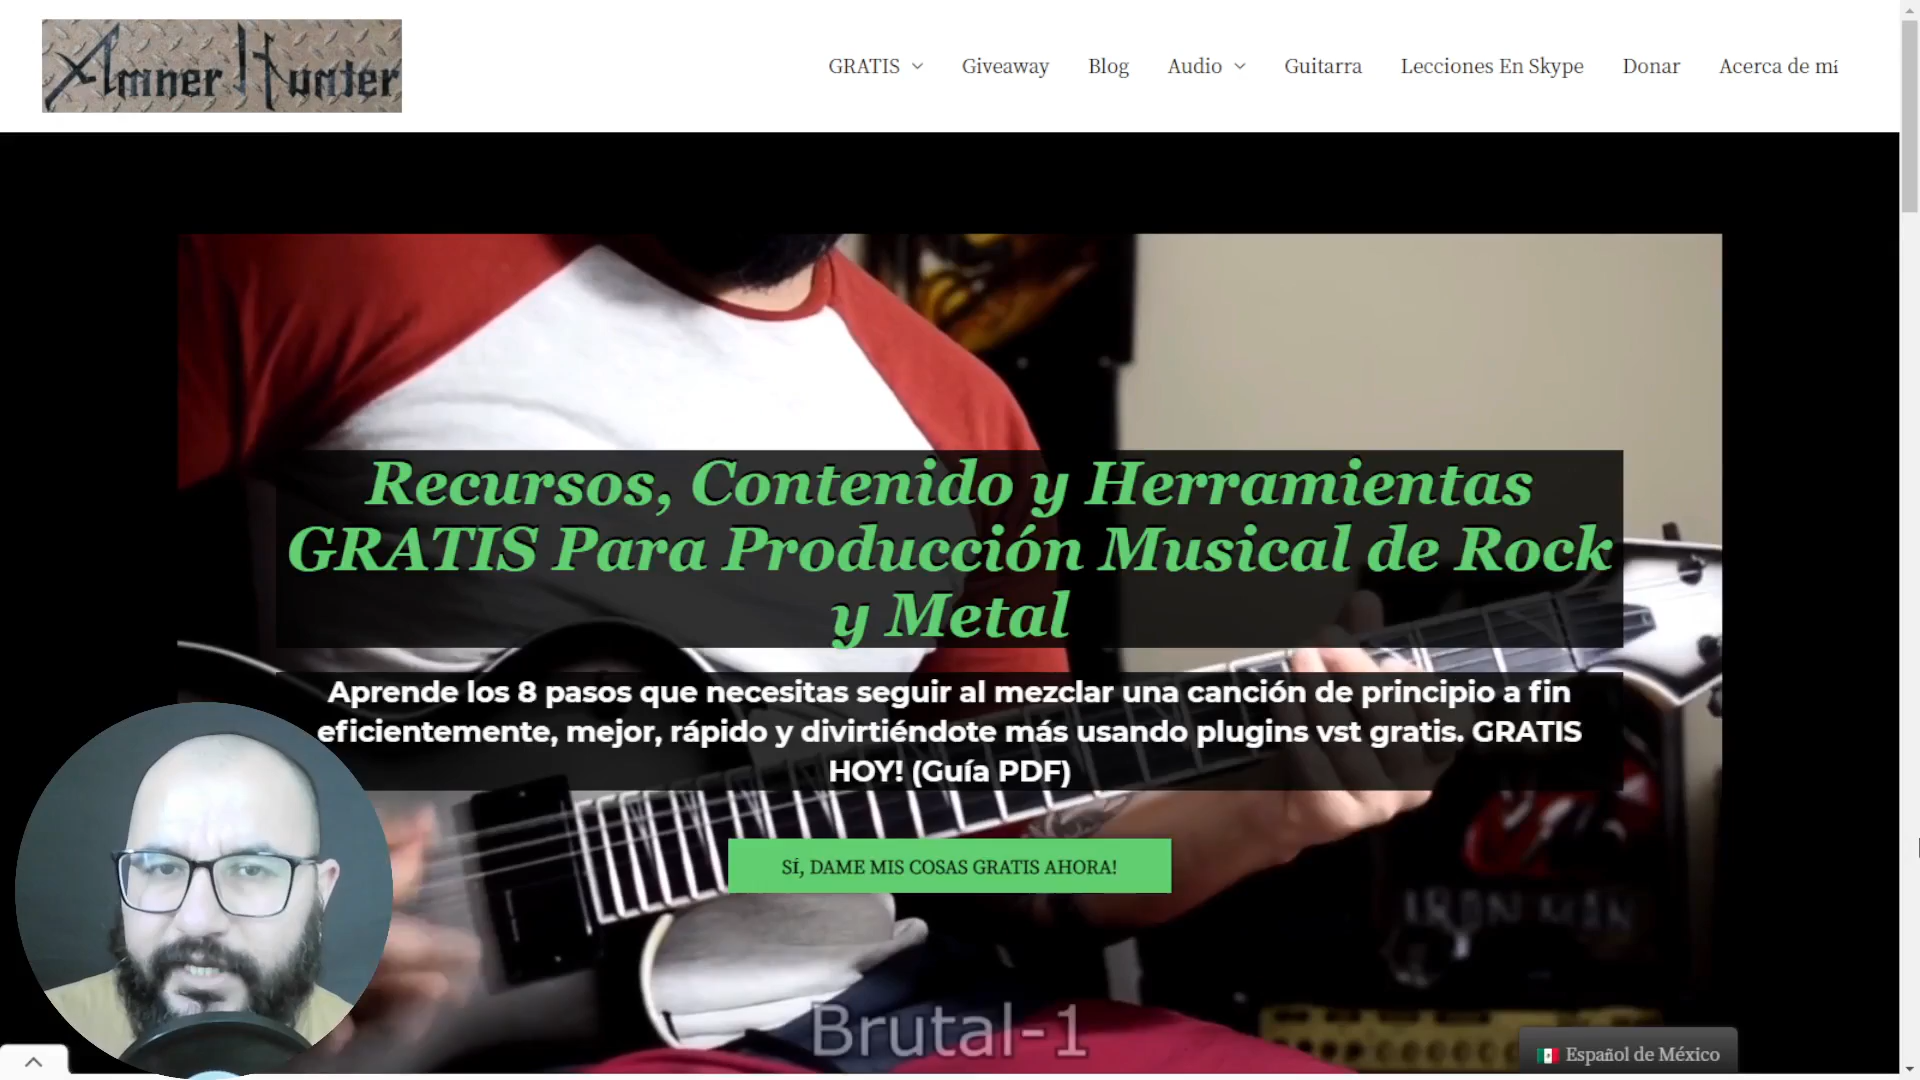 Amner Hunter
GRATIS
Giveaway
Blog
Audio
Guitarra
Lecciones En Skype
Donar
Acerca de mí
Recursos, Contenido y Herramientas
GRATIS Para Producción Musical de Rock
y Metal
Aprende los 8 pasos que necesitas seguir al mezclar una canción de principio a fin
eficientemente, mejor, rápido y divirtiéndote más usando plugins vst gratis. GRATIS
HOY! (Guía PDF)
SÍ, DAME MIS COSAS GRATIS AHORA!
IRON MAN
Brutal-1
Español de México